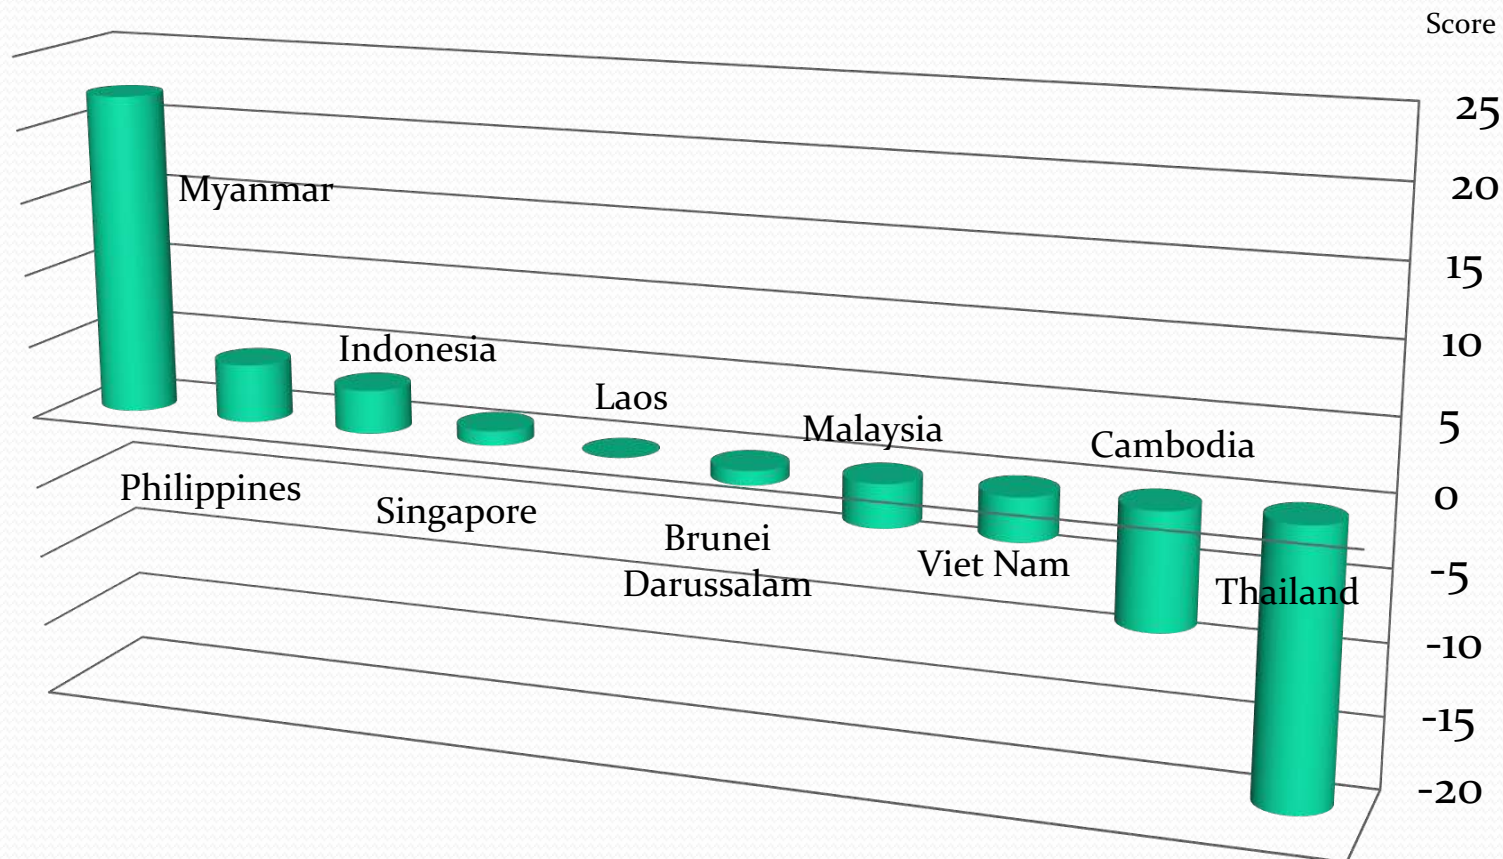 Score
25
Myanmar
20
15
Indonesia
10
Laos
Malaysia
5
Cambodia
Philippines
Singapore
0
Brunei
Darussalam
Viet Nam
-5
Thailand
-10
-15
-20